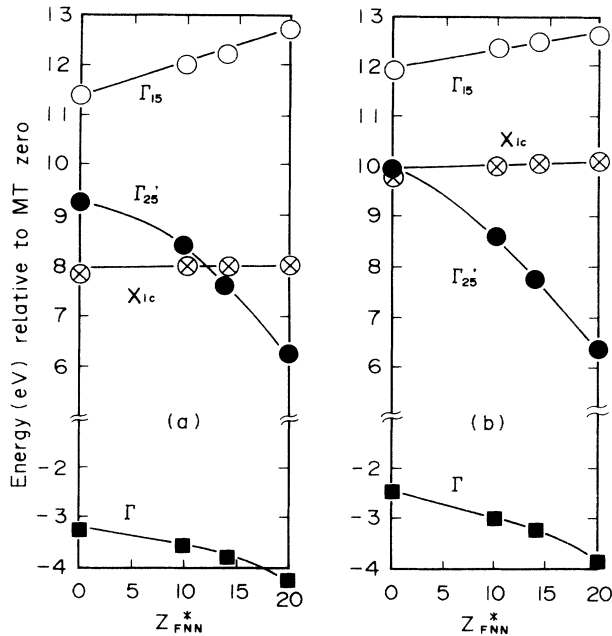 13
12
11
10
9
8
7
6
-2
-3
-4
Energy (eV) relative to MT zero
Γ15
Γ25'
X1c
(a)
Γ
0
5
10
15
20
Z*FNN
13
12
11
10
9
8
7
6
-2
-3
-4
Γ15
X1c
Γ25'
(b)
Γ
0
5
10
15
20
Z*FNN